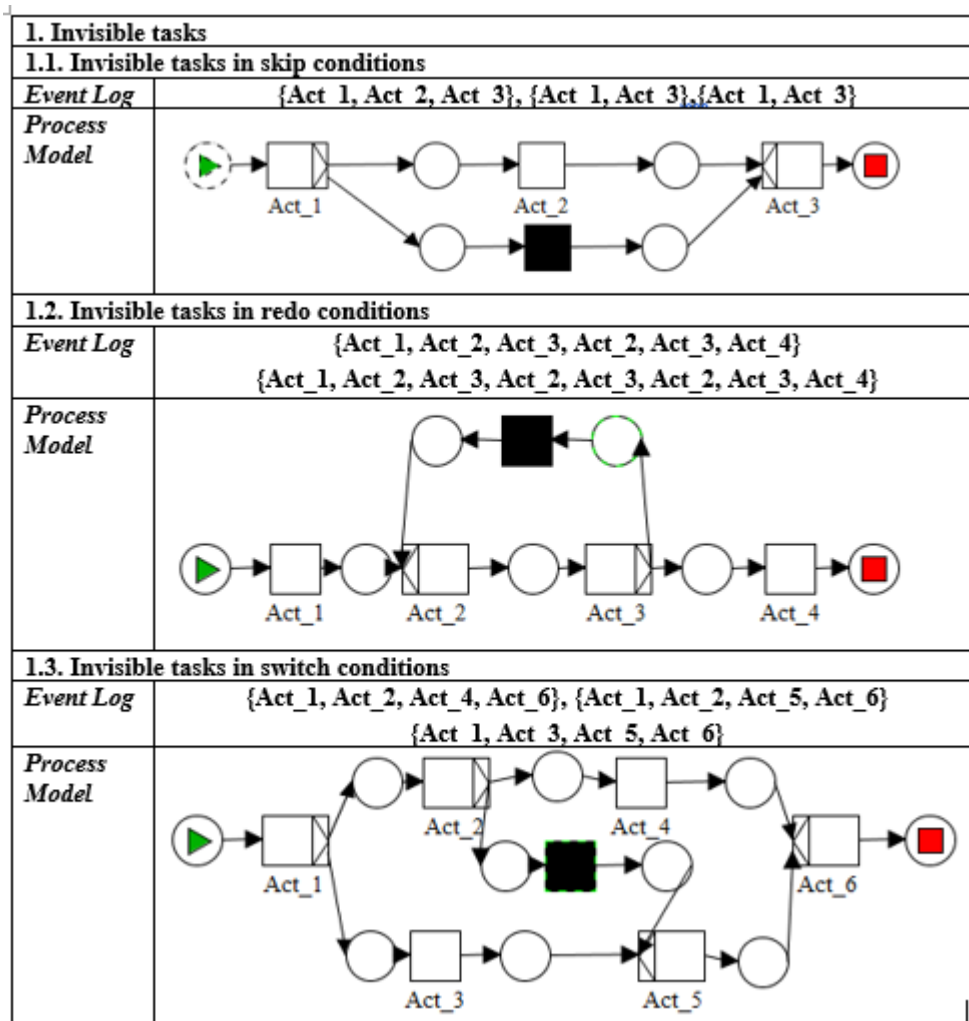 1. Invisible tasks
1.1. Invisible tasks in skip conditions
Event Log
{Act_1, Act_2, Act_3}, {Act_1, Act_3},{Act_1, Act_3}
Process
Model
Act_1
Act_2
Act_3
1.2. Invisible tasks in redo conditions
Event Log
{Act_1, Act_2, Act_3, Act_2, Act_3, Act_4}
{Act_1, Act_2, Act_3, Act_2, Act_3, Act_2, Act_3, Act_4}
Process
Model
Act_1
Act_2
Act_3
Act_4
1.3. Invisible tasks in switch conditions
Event Log
{Act_1, Act_2, Act_4, Act_6}, {Act_1, Act_2, Act_5, Act_6}
{Act_1, Act_3, Act_5, Act_6}
Process
Model
Act_2
Act_4
Act_1
Act_6
Act_3
Act_5